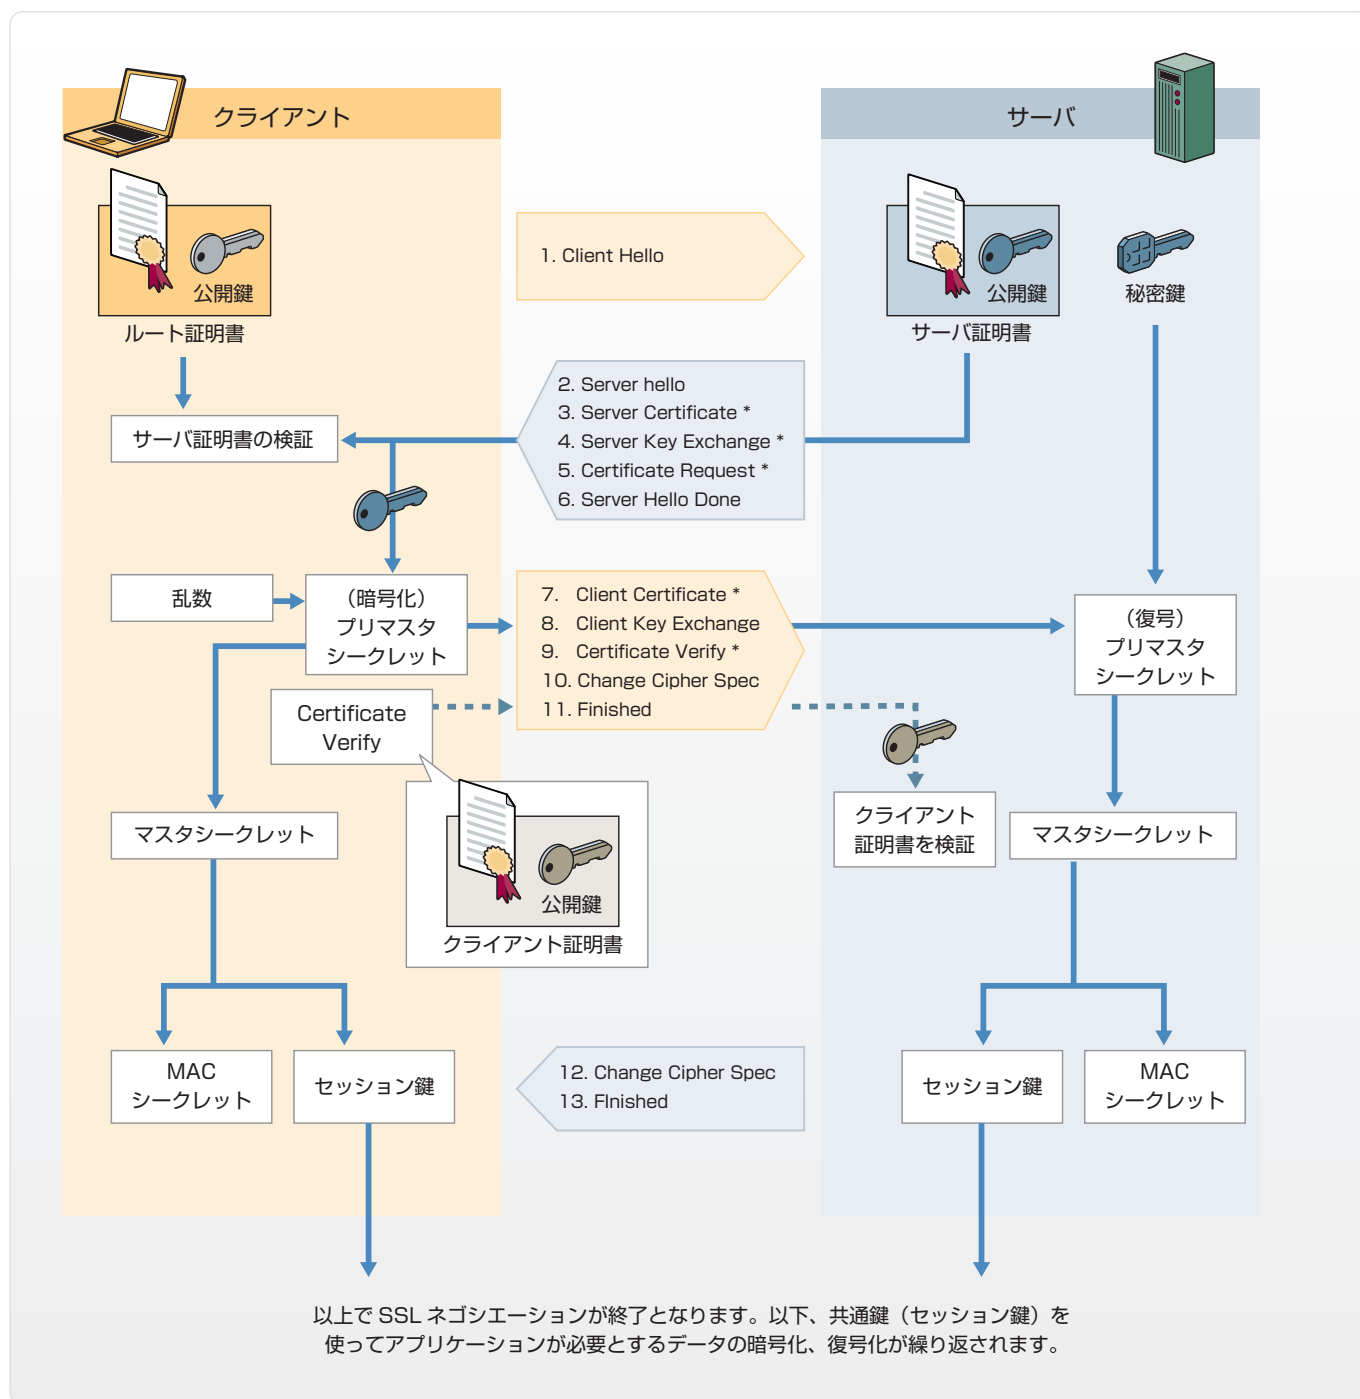 クライアント
サーバ
公開鍵
ルート証明書
1. Client Hello
公開鍵
サーバ証明書
秘密鍵
サーバ証明書の検証
2. Server hello
3. Server Certificate *
4. Server Key Exchange *
5. Certificate Request *
6. Server Hello Done
乱数
（暗号化）
プリマスタ
シークレット
7. Client Certificate *
8. Client Key Exchange
9. Certificate Verify *
10. Change Cipher Spec
11. Finished
（復号）
プリマスタ
シークレット
Certificate
Verify
マスタシークレット
公開鍵
クライアント証明書
クライアント
証明書を検証
マスタシークレット
MAC
シークレット
セッション鍵
12. Change Cipher Spec
13. FInished
セッション鍵
MAC
シークレット
以上で SSL ネゴシエーションが終了となります。以下、共通鍵（セッション鍵）を
使ってアプリケーションが必要とするデータの暗号化、復号化が繰り返されます。